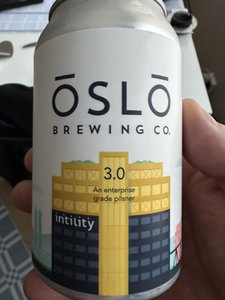 ŌSLŌ
BREWING CO.
3.0
An enterprise
grade pilsner
intility